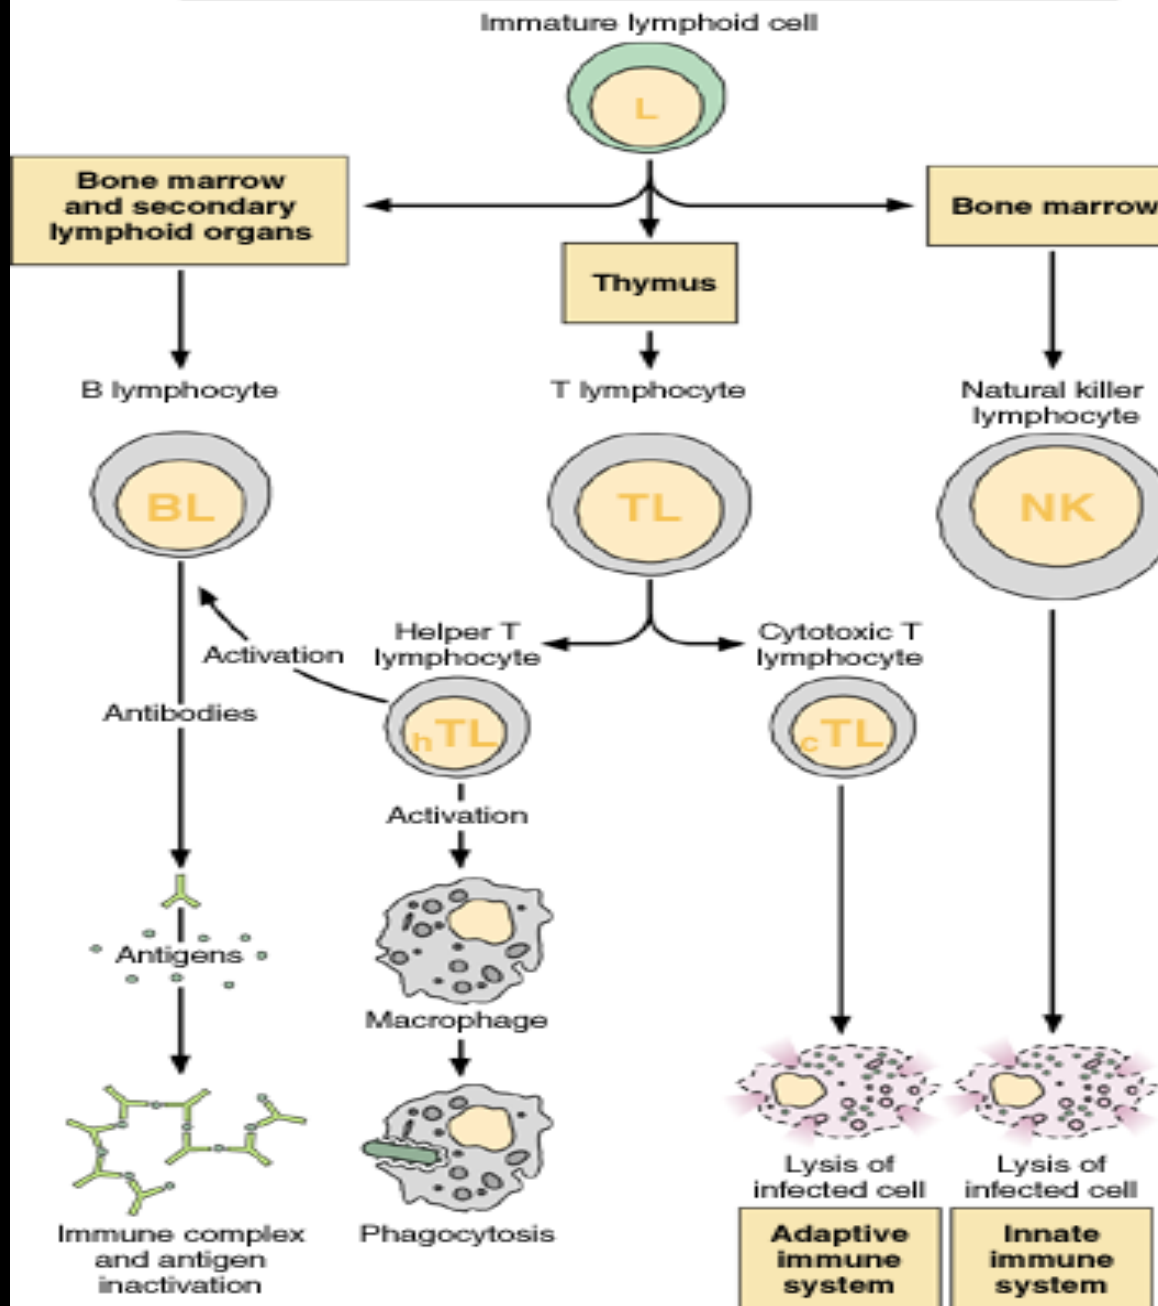 Immature lymphoid cell
L
Bone marrow
and secondary
lymphoid organs
Thymus
Bone marrow
B lymphocyte
T lymphocyte
Natural killer
lymphocyte
BL
TL
NK
Activation
Helper T
lymphocyte
Cytotoxic T
lymphocyte
Antibodies
hTL
cTL
Activation
Antigens
Macrophage
Immune complex
and antigen
inactivation
Phagocytosis
Lysis of
infected cell
Lysis of
infected cell
Adaptive
immune
system
Innate
immune
system